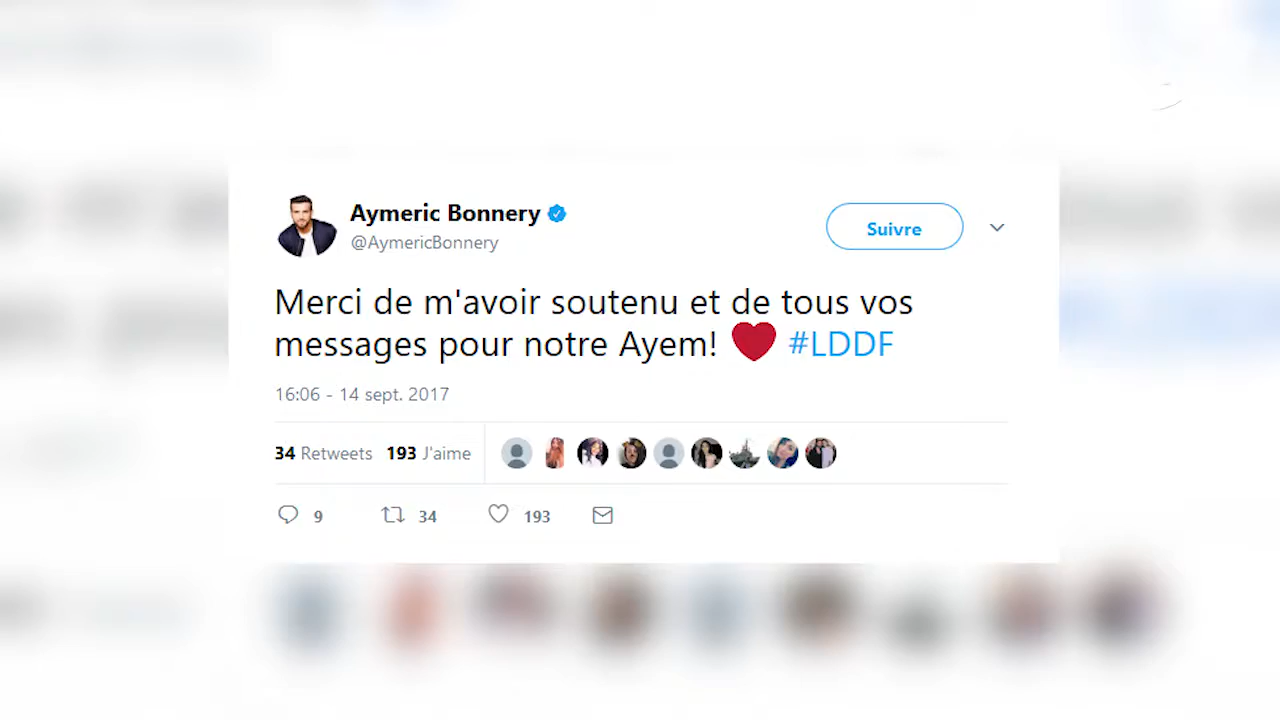 Aymeric Bonnery
@AymericBonnery
Suivre
Merci de m'avoir soutenu et de tous vos
messages pour notre Ayem! ❤ #LDDF
16:06 - 14 sept. 2017
34 Retweets 193 J'aime
9 34 193